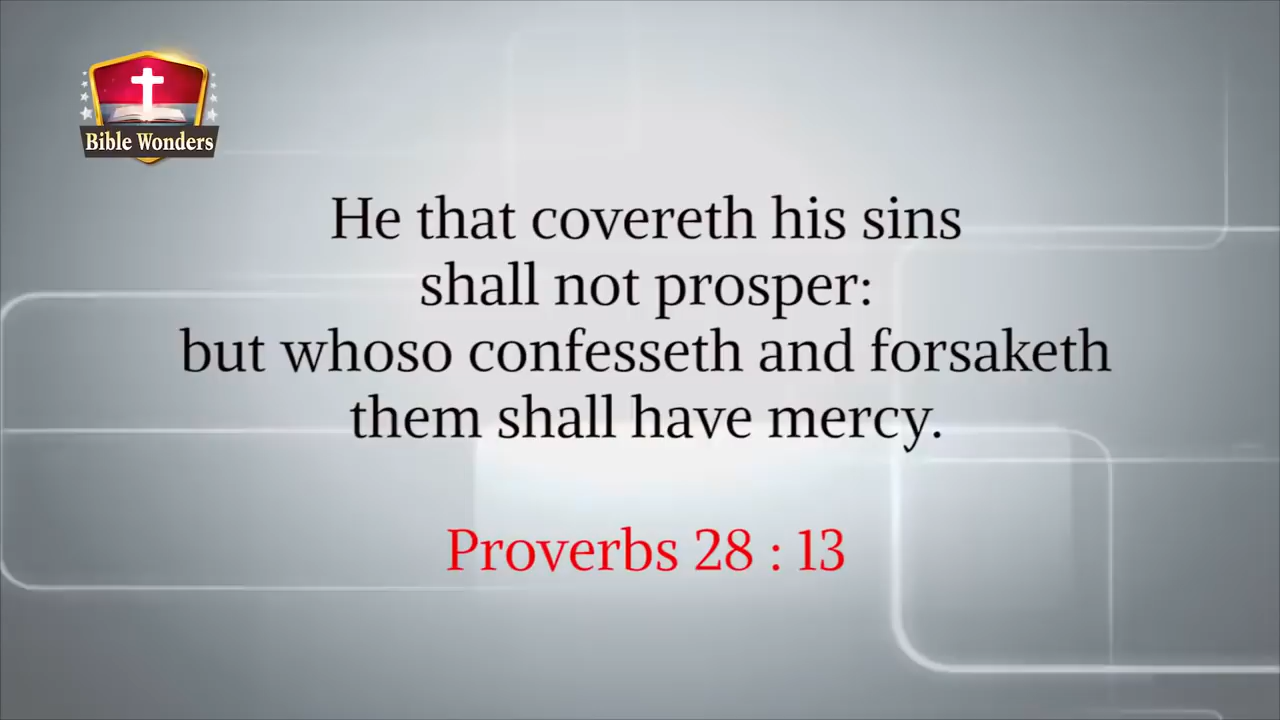 Bible Wonders
He that covereth his sins
shall not prosper:
but whoso confesseth and forsaketh
them shall have mercy.
Proverbs 28 : 13